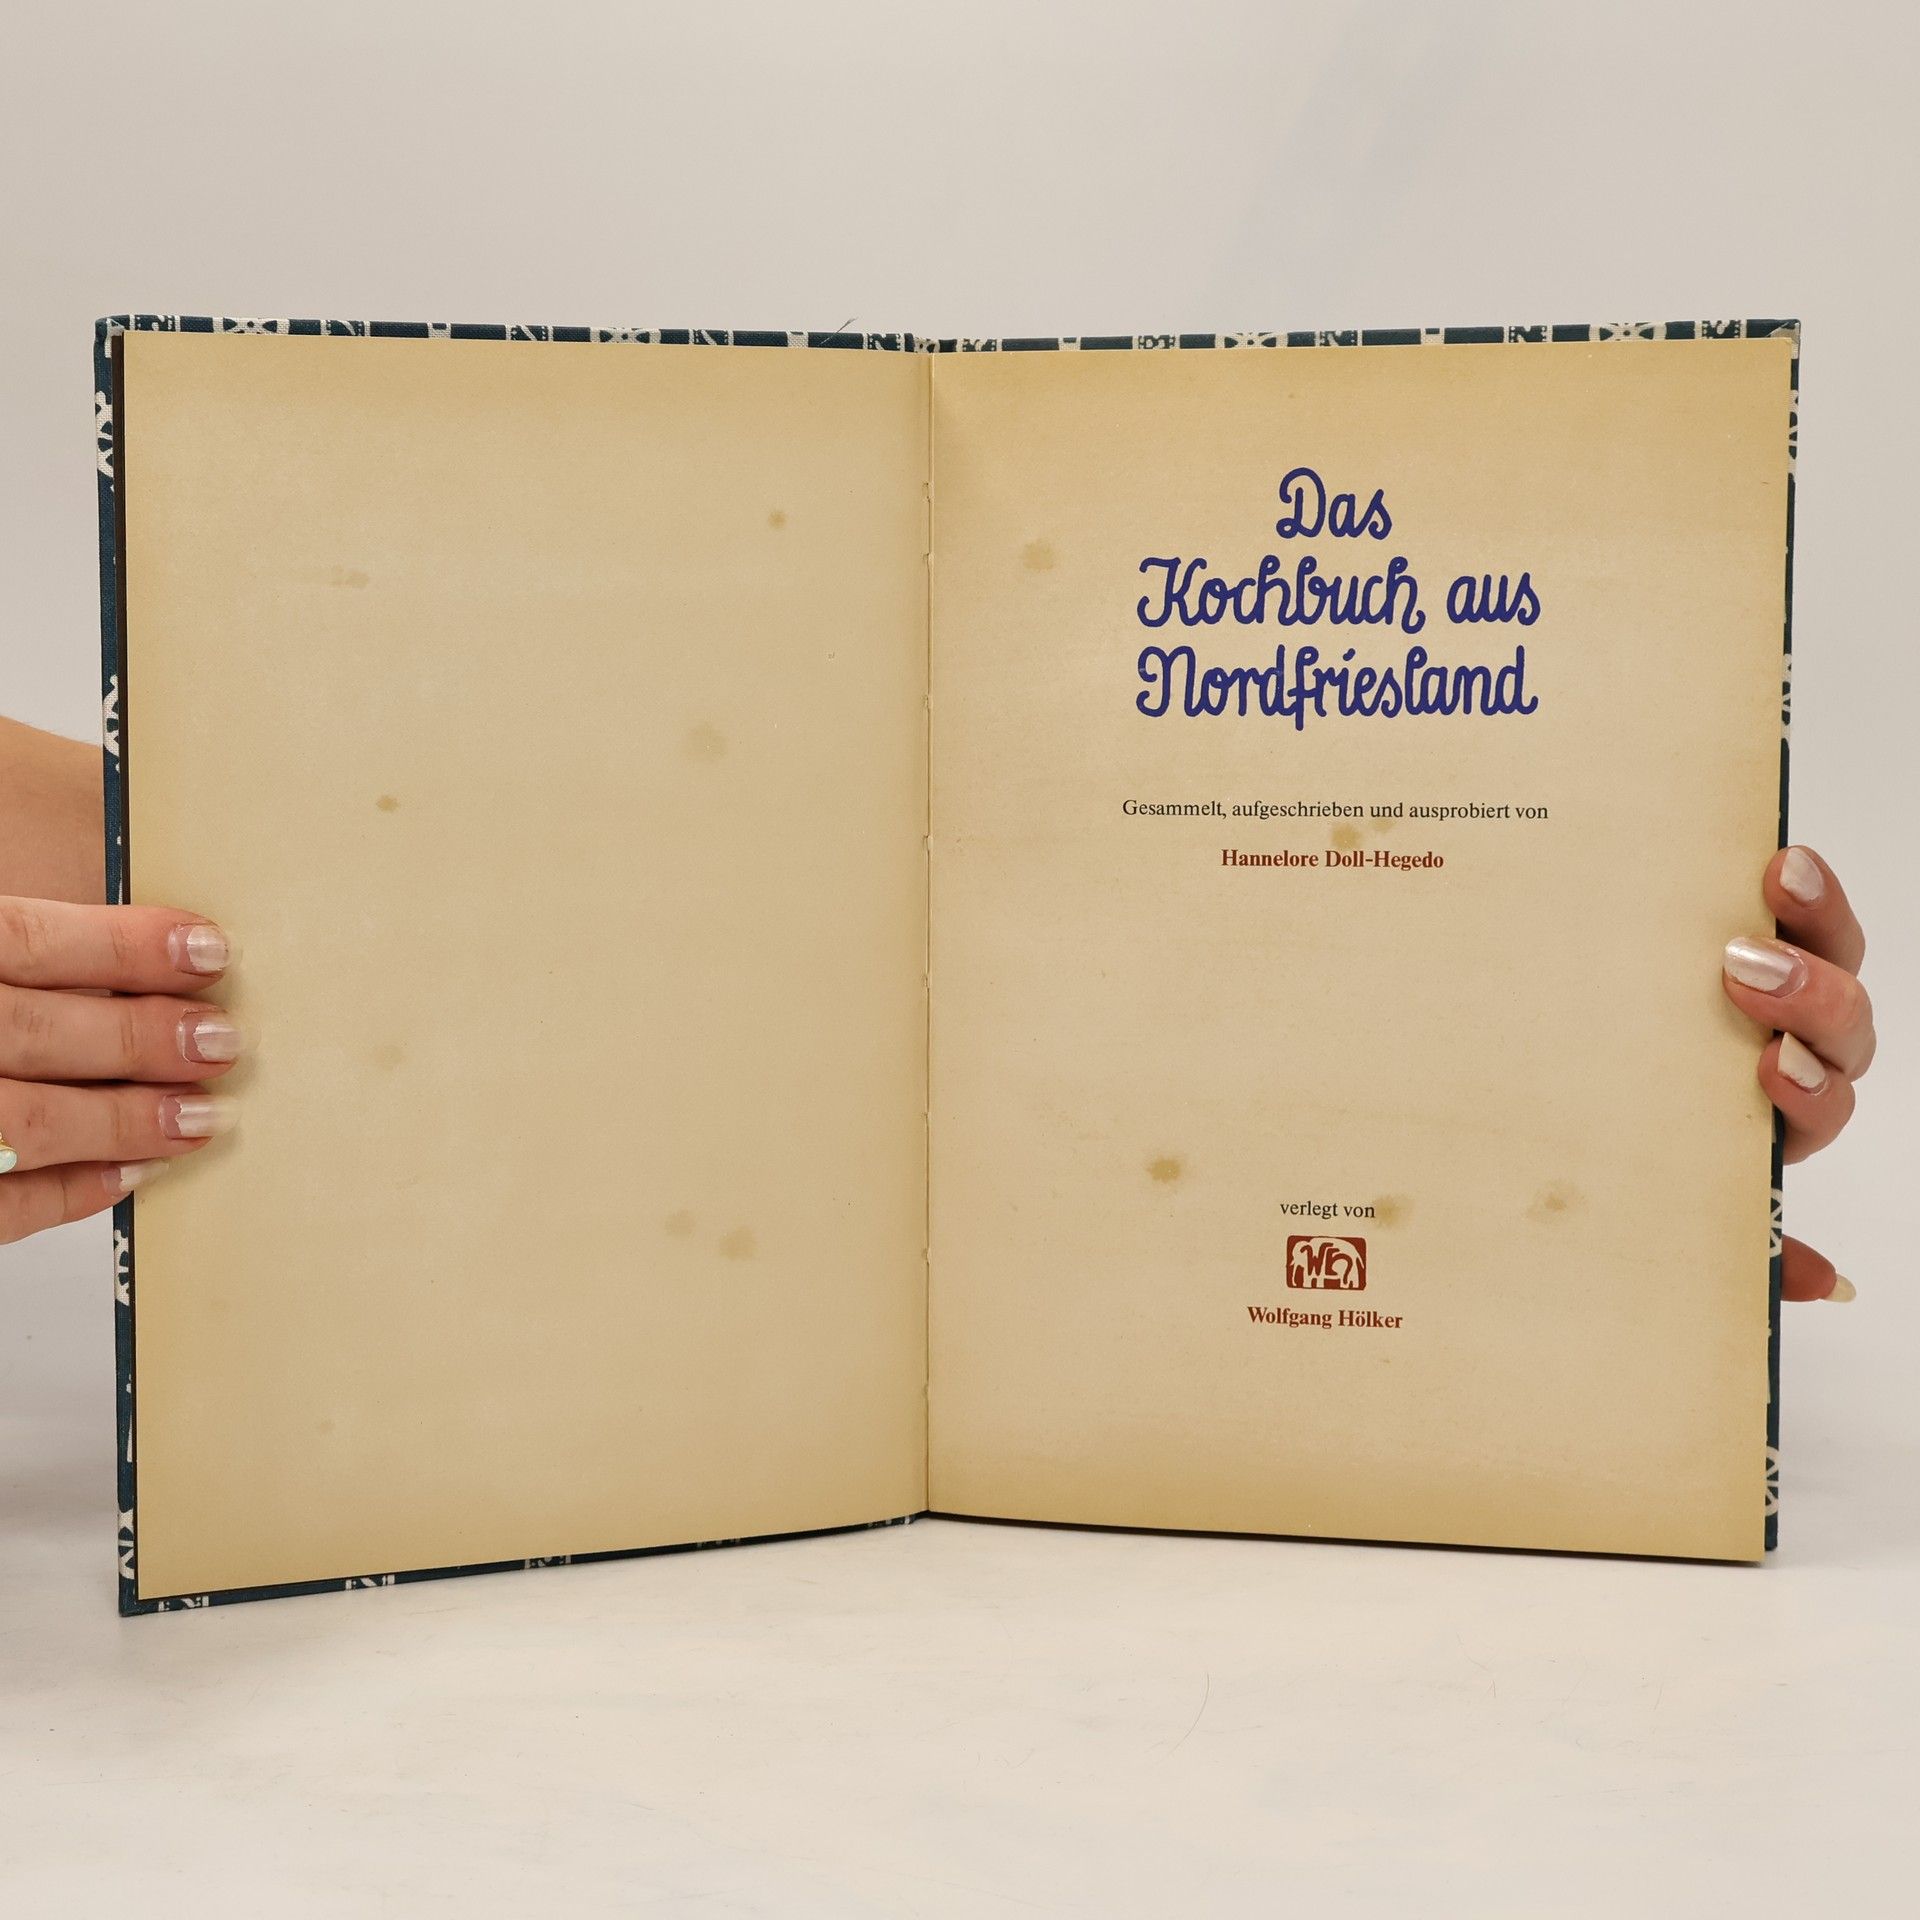 Das
Kochbuch aus
Nordfriesland
Gesammelt, aufgeschrieben und ausprobiert von
Hannelore Doll-Hegedo
verlegt von
Wolfgang Hölker